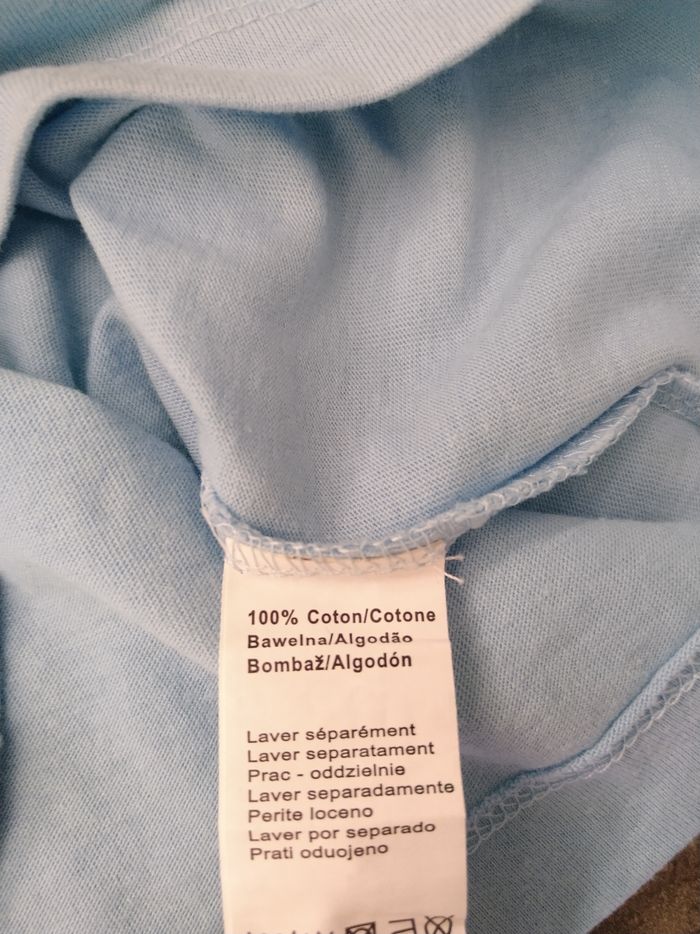 100% Coton/Cotone
Bawelna/Algodão
Bombaž/Algodón
Laver séparément
Laver separatament
Prac - oddzielnie
Laver separadamente
Perite loceno
Laver por separado
Prati oduojeno